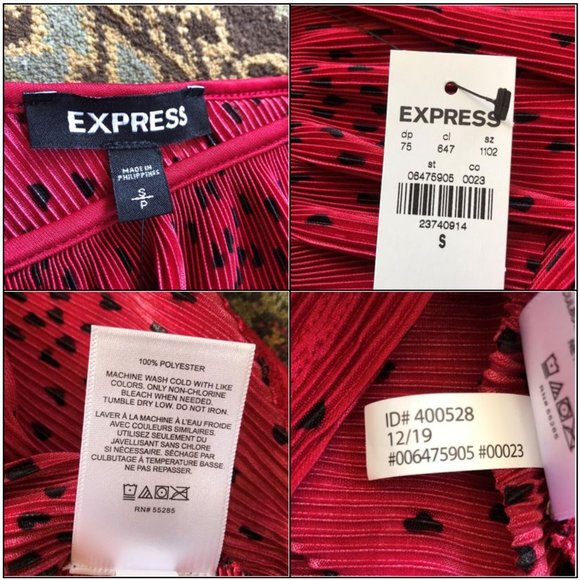 EXPRESS
MADE IN
PHILIPPINES
S
P
EXPRESS
dp cl sz
75 647 1102
st co
06475905 0023
23740914
S
100% POLYESTER
MACHINE WASH COLD WITH LIKE
COLORS. ONLY NON-CHLORINE
BLEACH WHEN NEEDED.
TUMBLE DRY LOW. DO NOT IRON.
LAVER À LA MACHINE À L'EAU FROIDE
AVEC COULEURS SIMILAIRES.
UTILISEZ SEULEMENT DU
JAVELLISANT SANS CHLORE
SI NÉCESSAIRE. SÉCHAGE PAR
CULBUTAGE À TEMPÉRATURE BASSE.
NE PAS REPASSER.
RN# 55285
ID# 400528
12/19
#006475905 #00023
RN# 55285